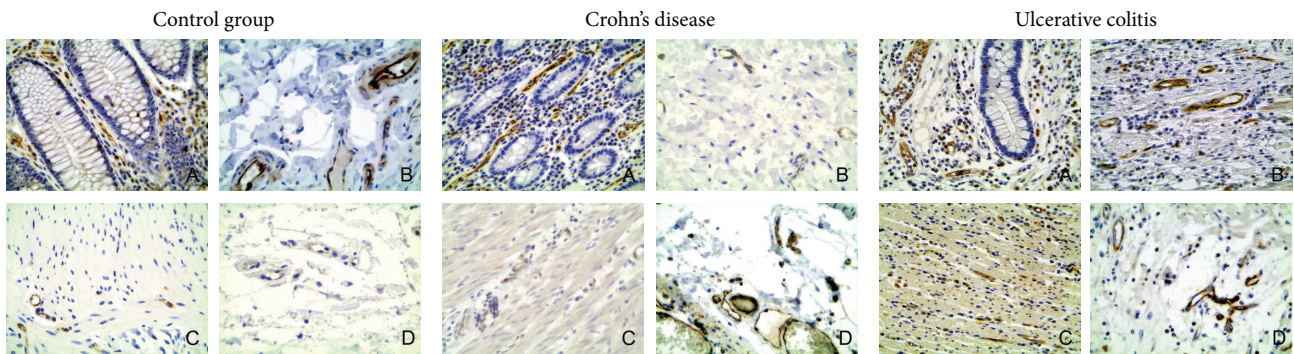 Control group
Crohn's disease
Ulcerative colitis
A
B
A
B
A
B
C
D
C
D
C
D